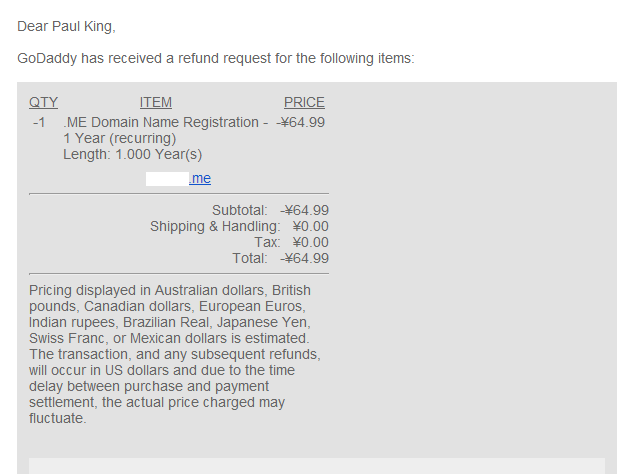 Dear Paul King,
GoDaddy has received a refund request for the following items:
QTY ITEM PRICE
-1 .ME Domain Name Registration - -¥64.99
1 Year (recurring)
Length: 1.000 Year(s)
.me
Subtotal: -¥64.99
Shipping & Handling: ¥0.00
Tax: ¥0.00
Total: -¥64.99
Pricing displayed in Australian dollars, British
pounds, Canadian dollars, European Euros,
Indian rupees, Brazilian Real, Japanese Yen,
Swiss Franc, or Mexican dollars is estimated.
The transaction, and any subsequent refunds,
will occur in US dollars and due to the time
delay between purchase and payment
settlement, the actual price charged may
fluctuate.